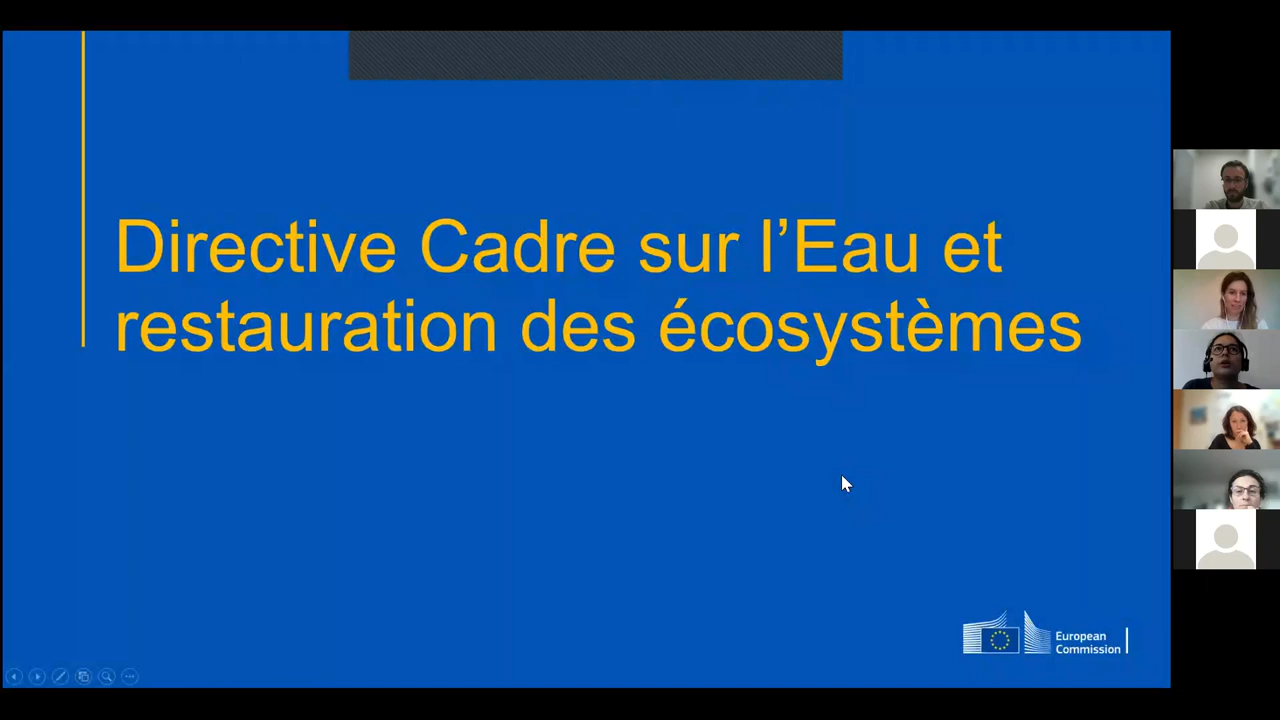 Directive Cadre sur l’Eau et
restauration des écosystèmes
European
Commission